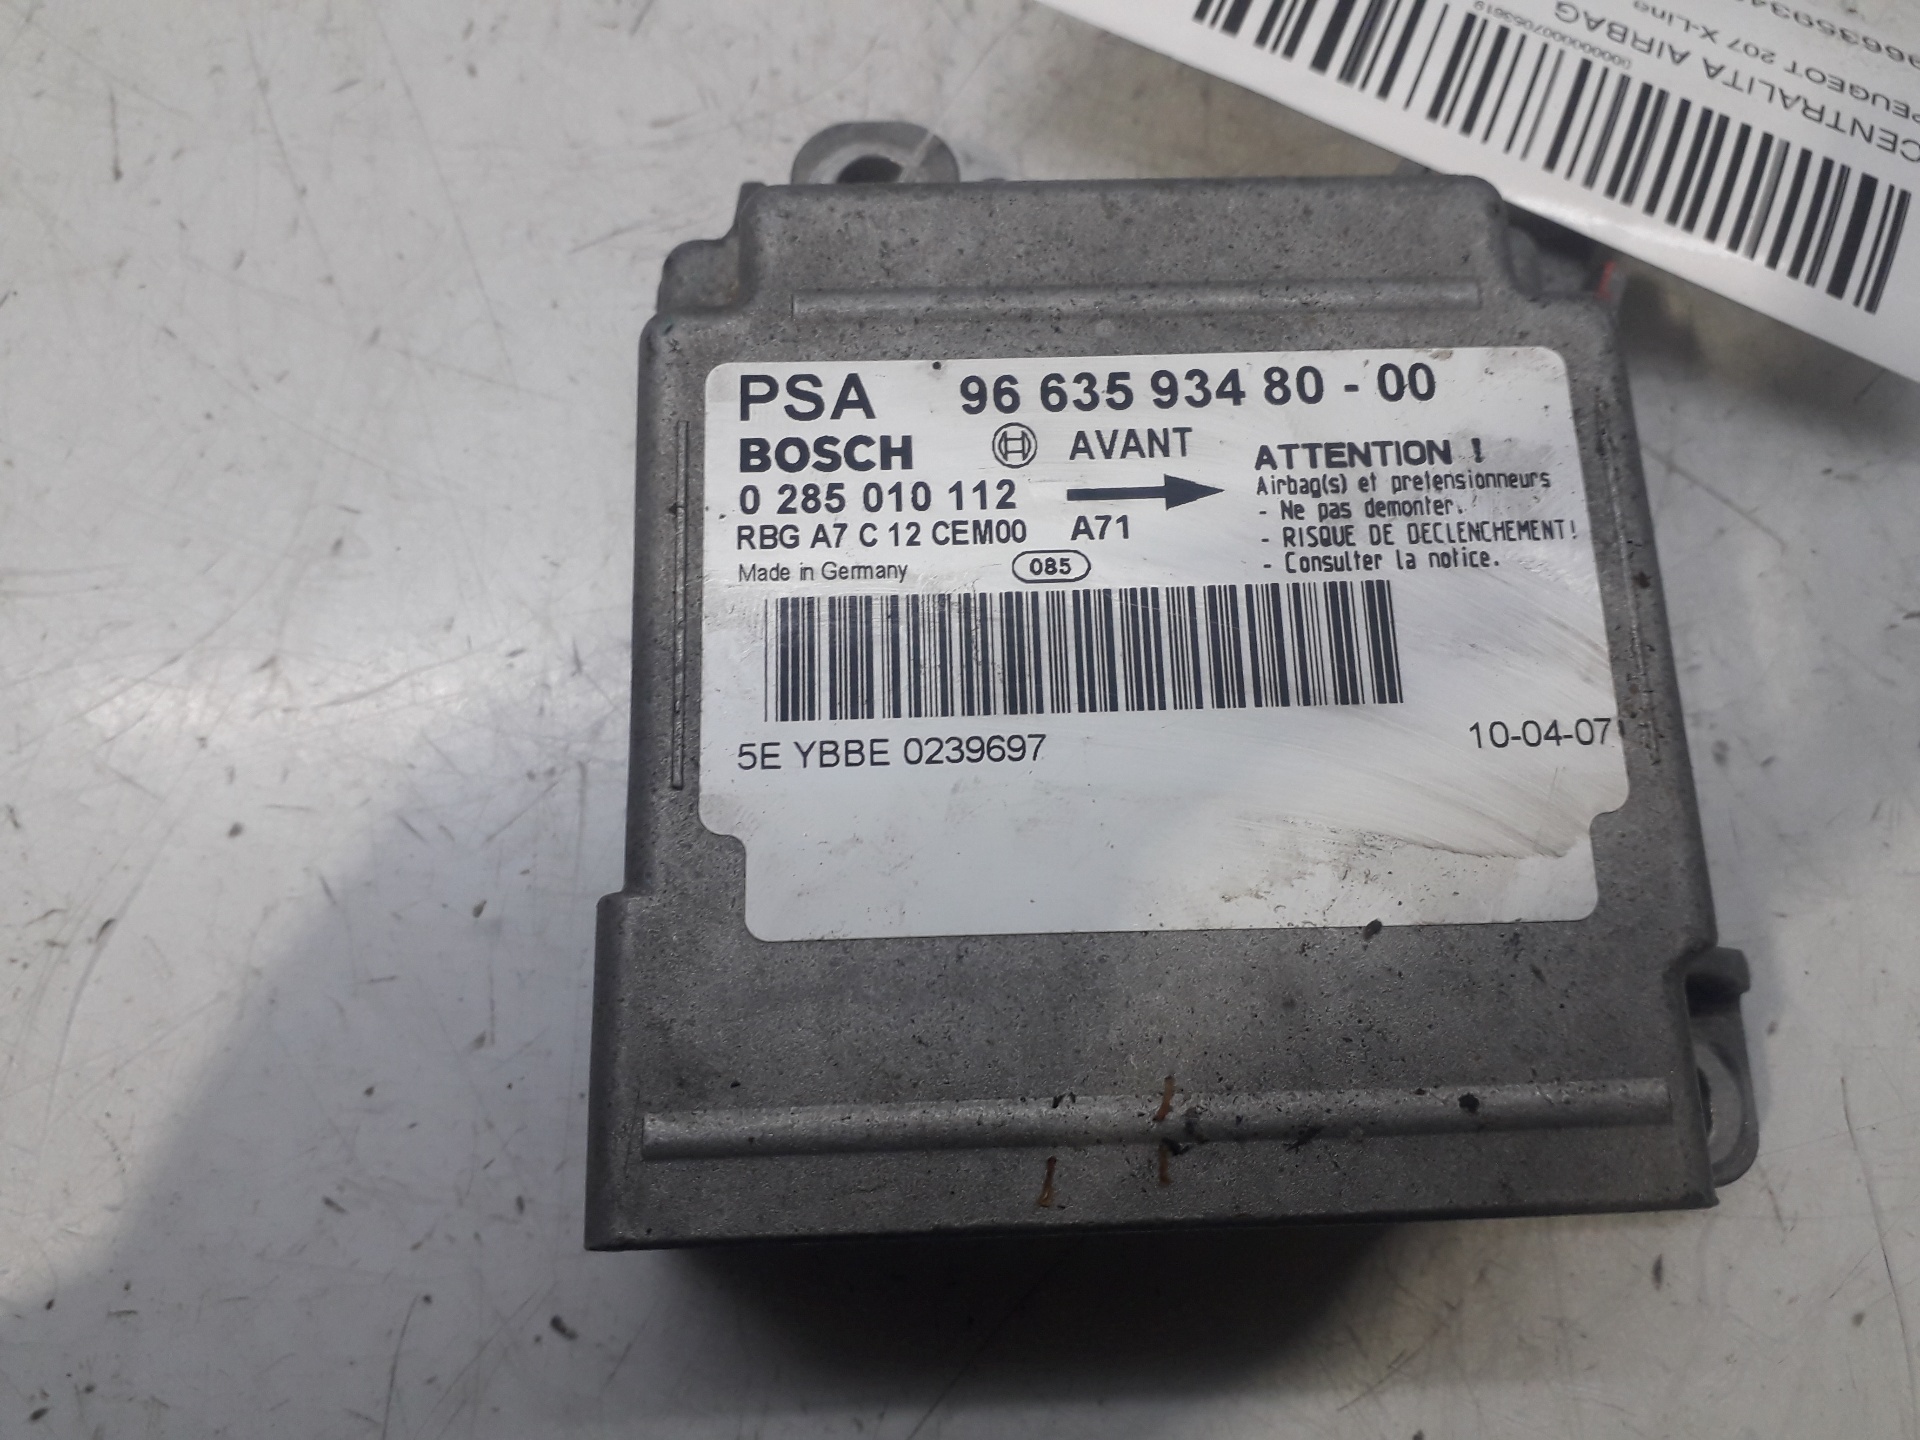 PSA 96 635 934 80 - 00
BOSCH AVANT
0 285 010 112
RBG A7 C 12 CEM00 A71
Made in Germany 085
ATTENTION !
Airbag(s) et pretensionneurs
- Ne pas demonter.
- RISQUE DE DECLENCHEMENT!
- Consulter la notice.
5E YBBE 0239697
10-04-07
CENTRALITA AIRBAG
PEUGEOT 207 X-Line